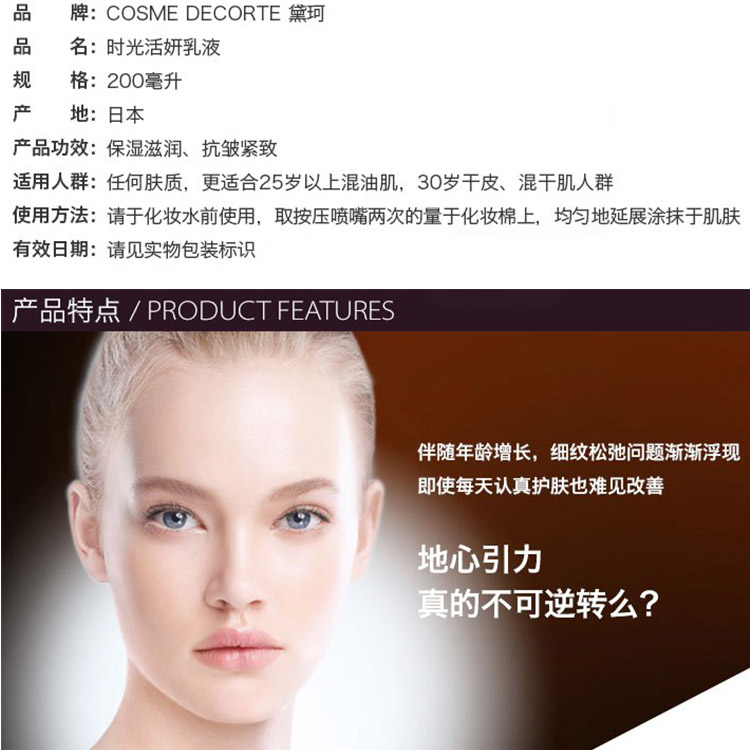 品 牌：COSME DECORTE 黛珂
品 名：时光活妍乳液
规 格：200毫升
产 地：日本
产品功效：保湿滋润、抗皱紧致
适用人群：任何肤质，更适合25岁以上混油肌，30岁干皮、混干肌人群
使用方法：请于化妆水前使用，取按压喷嘴两次的量于化妆棉上，均匀地延展涂抹于肌肤
有效日期：请见实物包装标识
产品特点 / PRODUCT FEATURES
伴随年龄增长，细纹松弛问题渐渐浮现
即使每天认真护肤也难见改善
地心引力
真的不可逆转么？